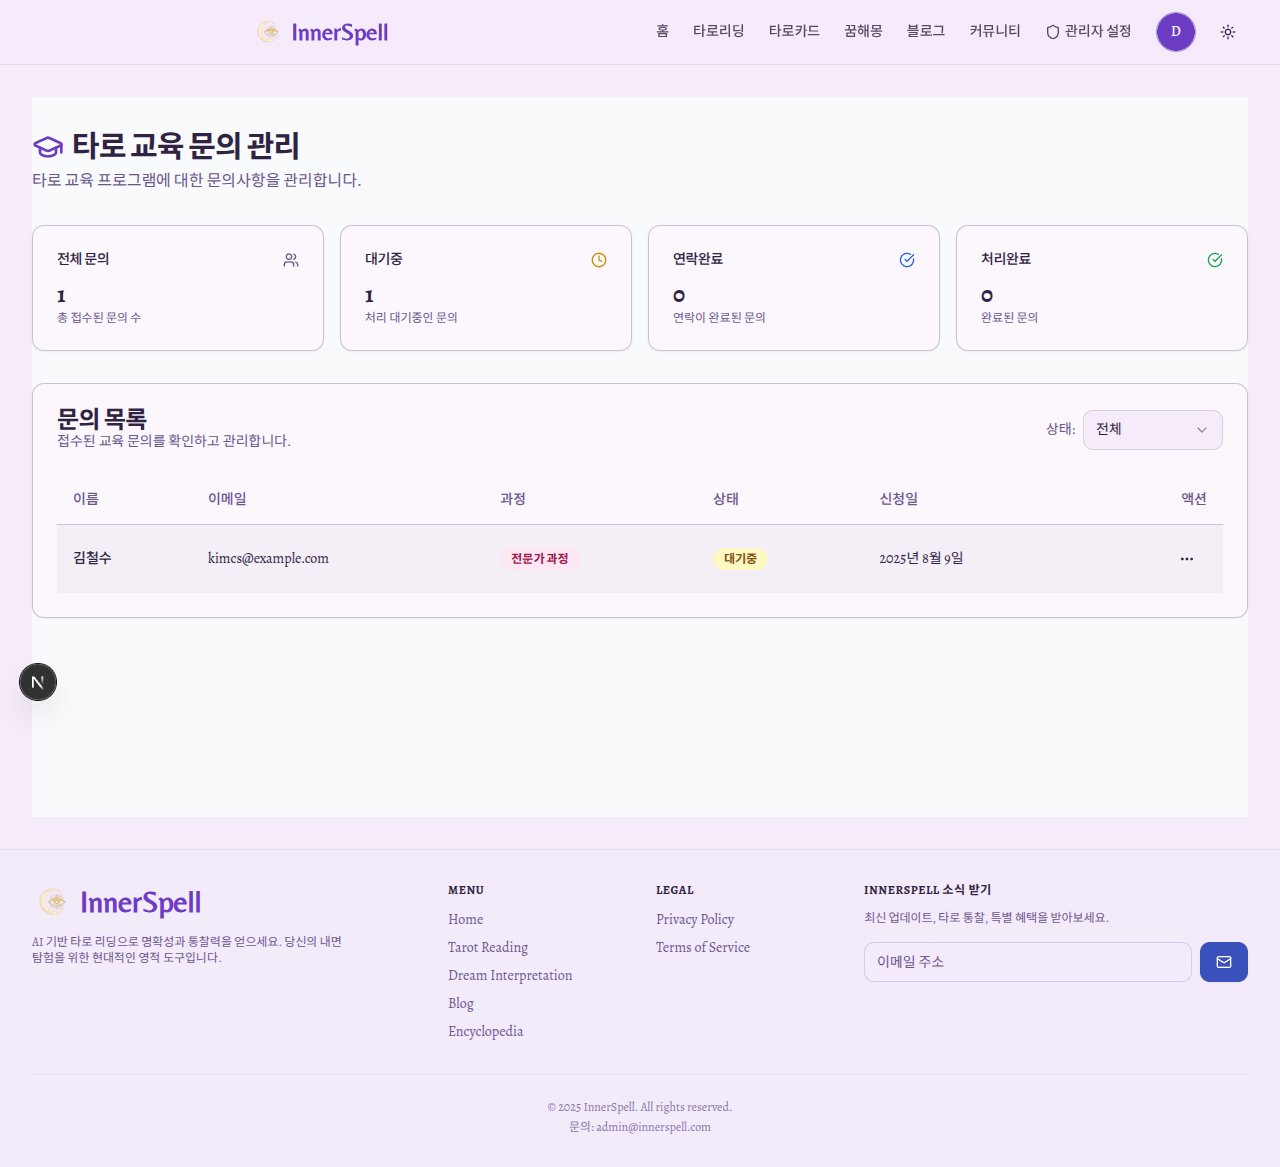 InnerSpell
홈 타로리딩 타로카드 꿈해몽 블로그 커뮤니티 관리자 설정 D
타로 교육 문의 관리
타로 교육 프로그램에 대한 문의사항을 관리합니다.
전체 문의
1
총 접수된 문의 수
대기중
1
처리 대기중인 문의
연락완료
0
연락이 완료된 문의
처리완료
0
완료된 문의
문의 목록
접수된 교육 문의를 확인하고 관리합니다.
상태: 전체
이름 이메일 과정 상태 신청일 액션
김철수 kimcs@example.com 전문가 과정 대기중 2025년 8월 9일 ...
N
InnerSpell
AI 기반 타로 리딩으로 명확성과 통찰력을 얻으세요. 당신의 내면
탐험을 위한 현대적인 영적 도구입니다.
MENU
Home
Tarot Reading
Dream Interpretation
Blog
Encyclopedia
LEGAL
Privacy Policy
Terms of Service
INNERSPELL 소식 받기
최신 업데이트, 타로 통찰, 특별 혜택을 받아보세요.
이메일 주소
© 2025 InnerSpell. All rights reserved.
문의: admin@innerspell.com